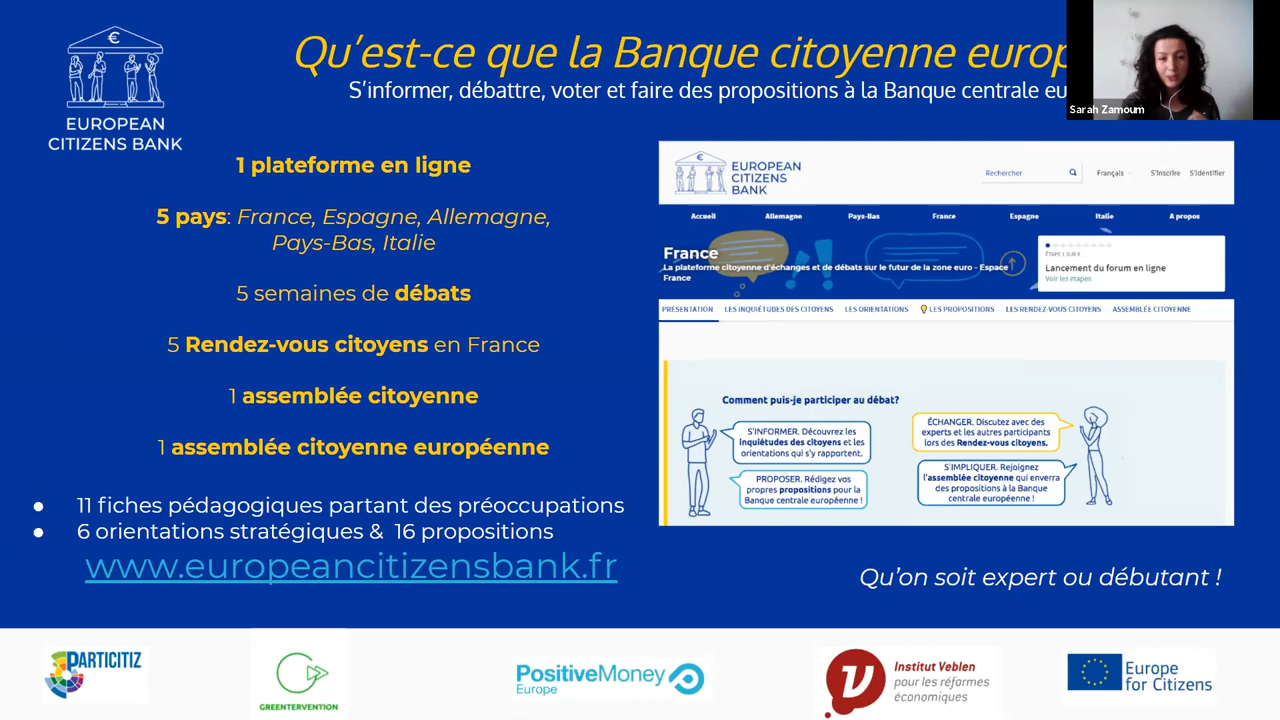 Qu'est-ce que la Banque citoyenne europ
S'informer, débattre, voter et faire des propositions à la Banque centrale eu
Sarah Zamoum
EUROPEAN
CITIZENS BANK
1 plateforme en ligne
5 pays: France, Espagne, Allemagne,
Pays-Bas, Italie
5 semaines de débats
5 Rendez-vous citoyens en France
1 assemblée citoyenne
1 assemblée citoyenne européenne
● 11 fiches pédagogiques partant des préoccupations
● 6 orientations stratégiques & 16 propositions
www.europeancitizensbank.fr
EUROPEAN
CITIZENS
BANK
Rechercher
Français
S'inscrire
S'identifier
Accueil
Allemagne
Pays-Bas
France
Espagne
Italie
A propos
France
La plateforme citoyenne d'échanges et de débats sur le futur de la zone euro - Espace
France
ÉTAPE 1 SUR 8
Lancement du forum en ligne
Voir les étapes
PRÉSENTATION
LES INQUIÉTUDES DES CITOYENS
LES ORIENTATIONS
LES PROPOSITIONS
LES RENDEZ-VOUS CITOYENS
ASSEMBLÉE CITOYENNE
Comment puis-je participer au débat?
S'INFORMER. Découvrez les
inquiétudes des citoyens et les
orientations qui s'y rapportent.
PROPOSER. Rédigez vos
propres propositions pour la
Banque centrale européenne !
ÉCHANGER. Discutez avec des
experts et les autres participants
lors des Rendez-vous citoyens.
S'IMPLIQUER. Rejoignez
l'assemblée citoyenne qui enverra
des propositions à la Banque
centrale européenne !
Qu'on soit expert ou débutant !
PARTICITIZ
GREENTERVENTION
PositiveMoney
Europe
Institut Veblen
pour les réformes
économiques
Europe
for Citizens